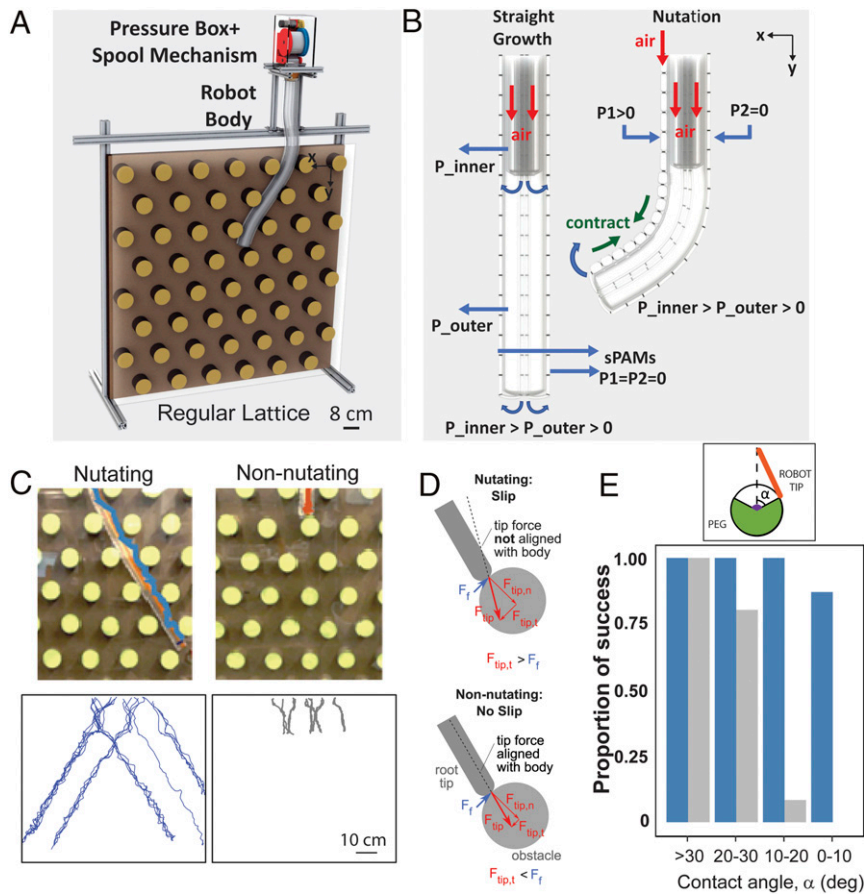 A
Pressure Box+
Spool Mechanism
Robot
Body
x
y
Regular Lattice
8 cm
B
Straight
Growth
Nutation
air
x
y
P1>0
P2=0
air
air
P_inner
contract
P_inner > P_outer > 0
P_outer
sPAMs
P1=P2=0
P_inner > P_outer > 0
C
Nutating
Non-nutating
10 cm
D
Nutating:
Slip
tip force
not aligned
with body
F_f
F_tip,n
F_tip
F_tip,t
F_tip,t > F_f
Non-nutating:
No Slip
tip force
aligned
with body
root
tip
F_f
F_tip,n
F_tip
F_tip,t
obstacle
F_tip,t < F_f
E
ROBOT
TIP
α
PEG
Proportion of success
1.00
0.75
0.50
0.25
0
>30
20-30
10-20
0-10
Contact angle, α (deg)